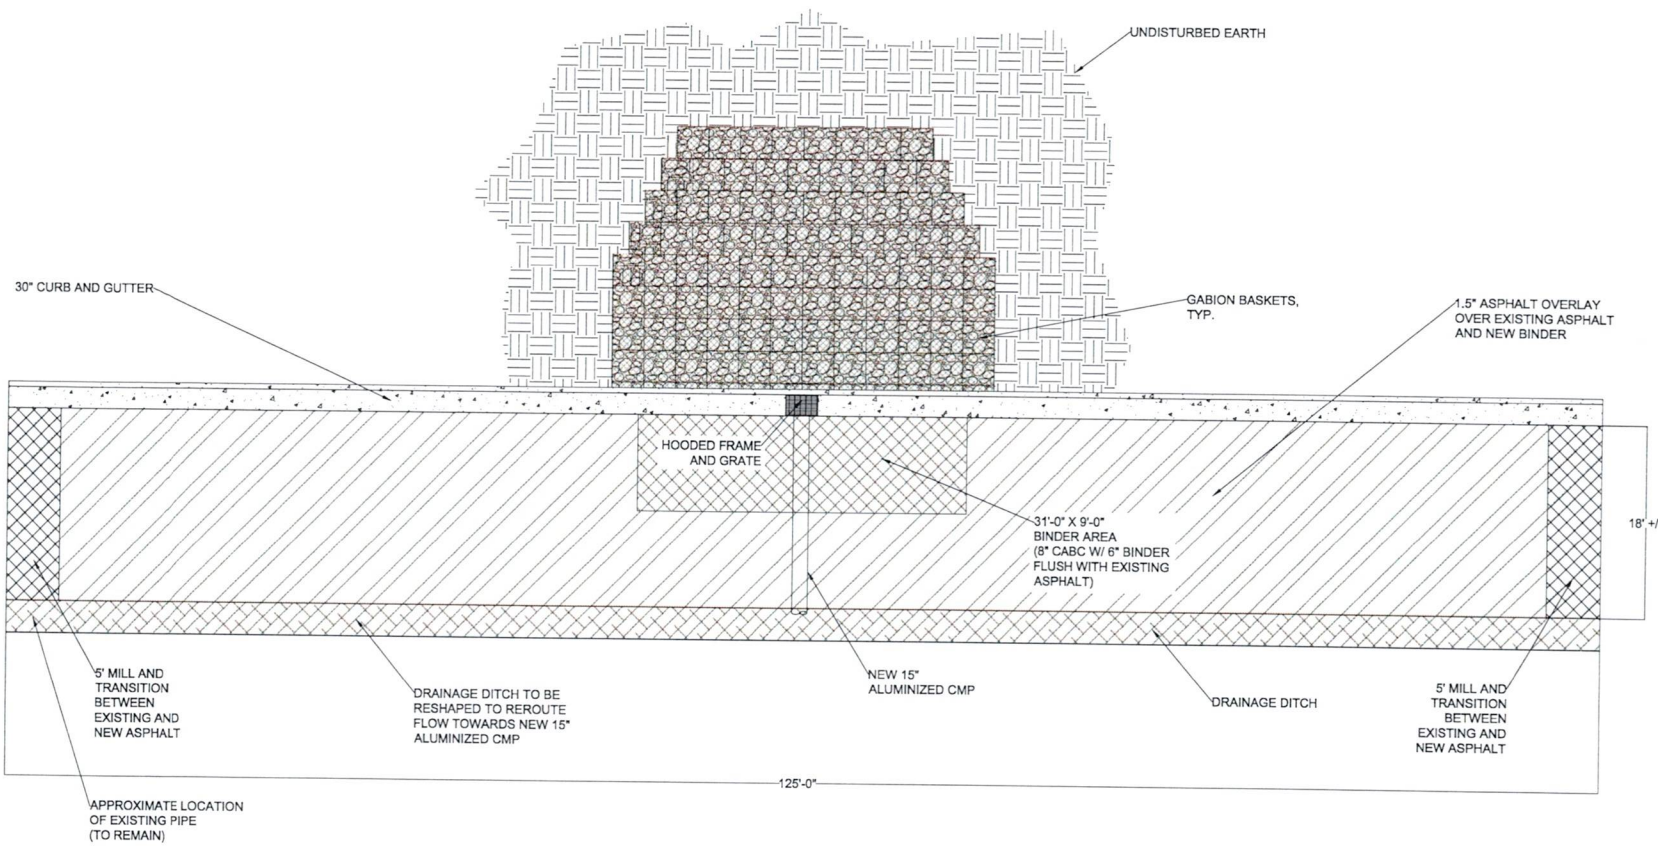 UNDISTURBED EARTH
30" CURB AND GUTTER
GABION BASKETS,
TYP.
1.5" ASPHALT OVERLAY
OVER EXISTING ASPHALT
AND NEW BINDER
HOODED FRAME
AND GRATE
31'-0" X 9'-0"
BINDER AREA
(8" CABC W/ 6" BINDER
FLUSH WITH EXISTING
ASPHALT)
18' +/
5' MILL AND
TRANSITION
BETWEEN
EXISTING AND
NEW ASPHALT
DRAINAGE DITCH TO BE
RESHAPED TO REROUTE
FLOW TOWARDS NEW 15"
ALUMINIZED CMP
NEW 15"
ALUMINIZED CMP
DRAINAGE DITCH
5' MILL AND
TRANSITION
BETWEEN
EXISTING AND
NEW ASPHALT
125'-0"
APPROXIMATE LOCATION
OF EXISTING PIPE
(TO REMAIN)